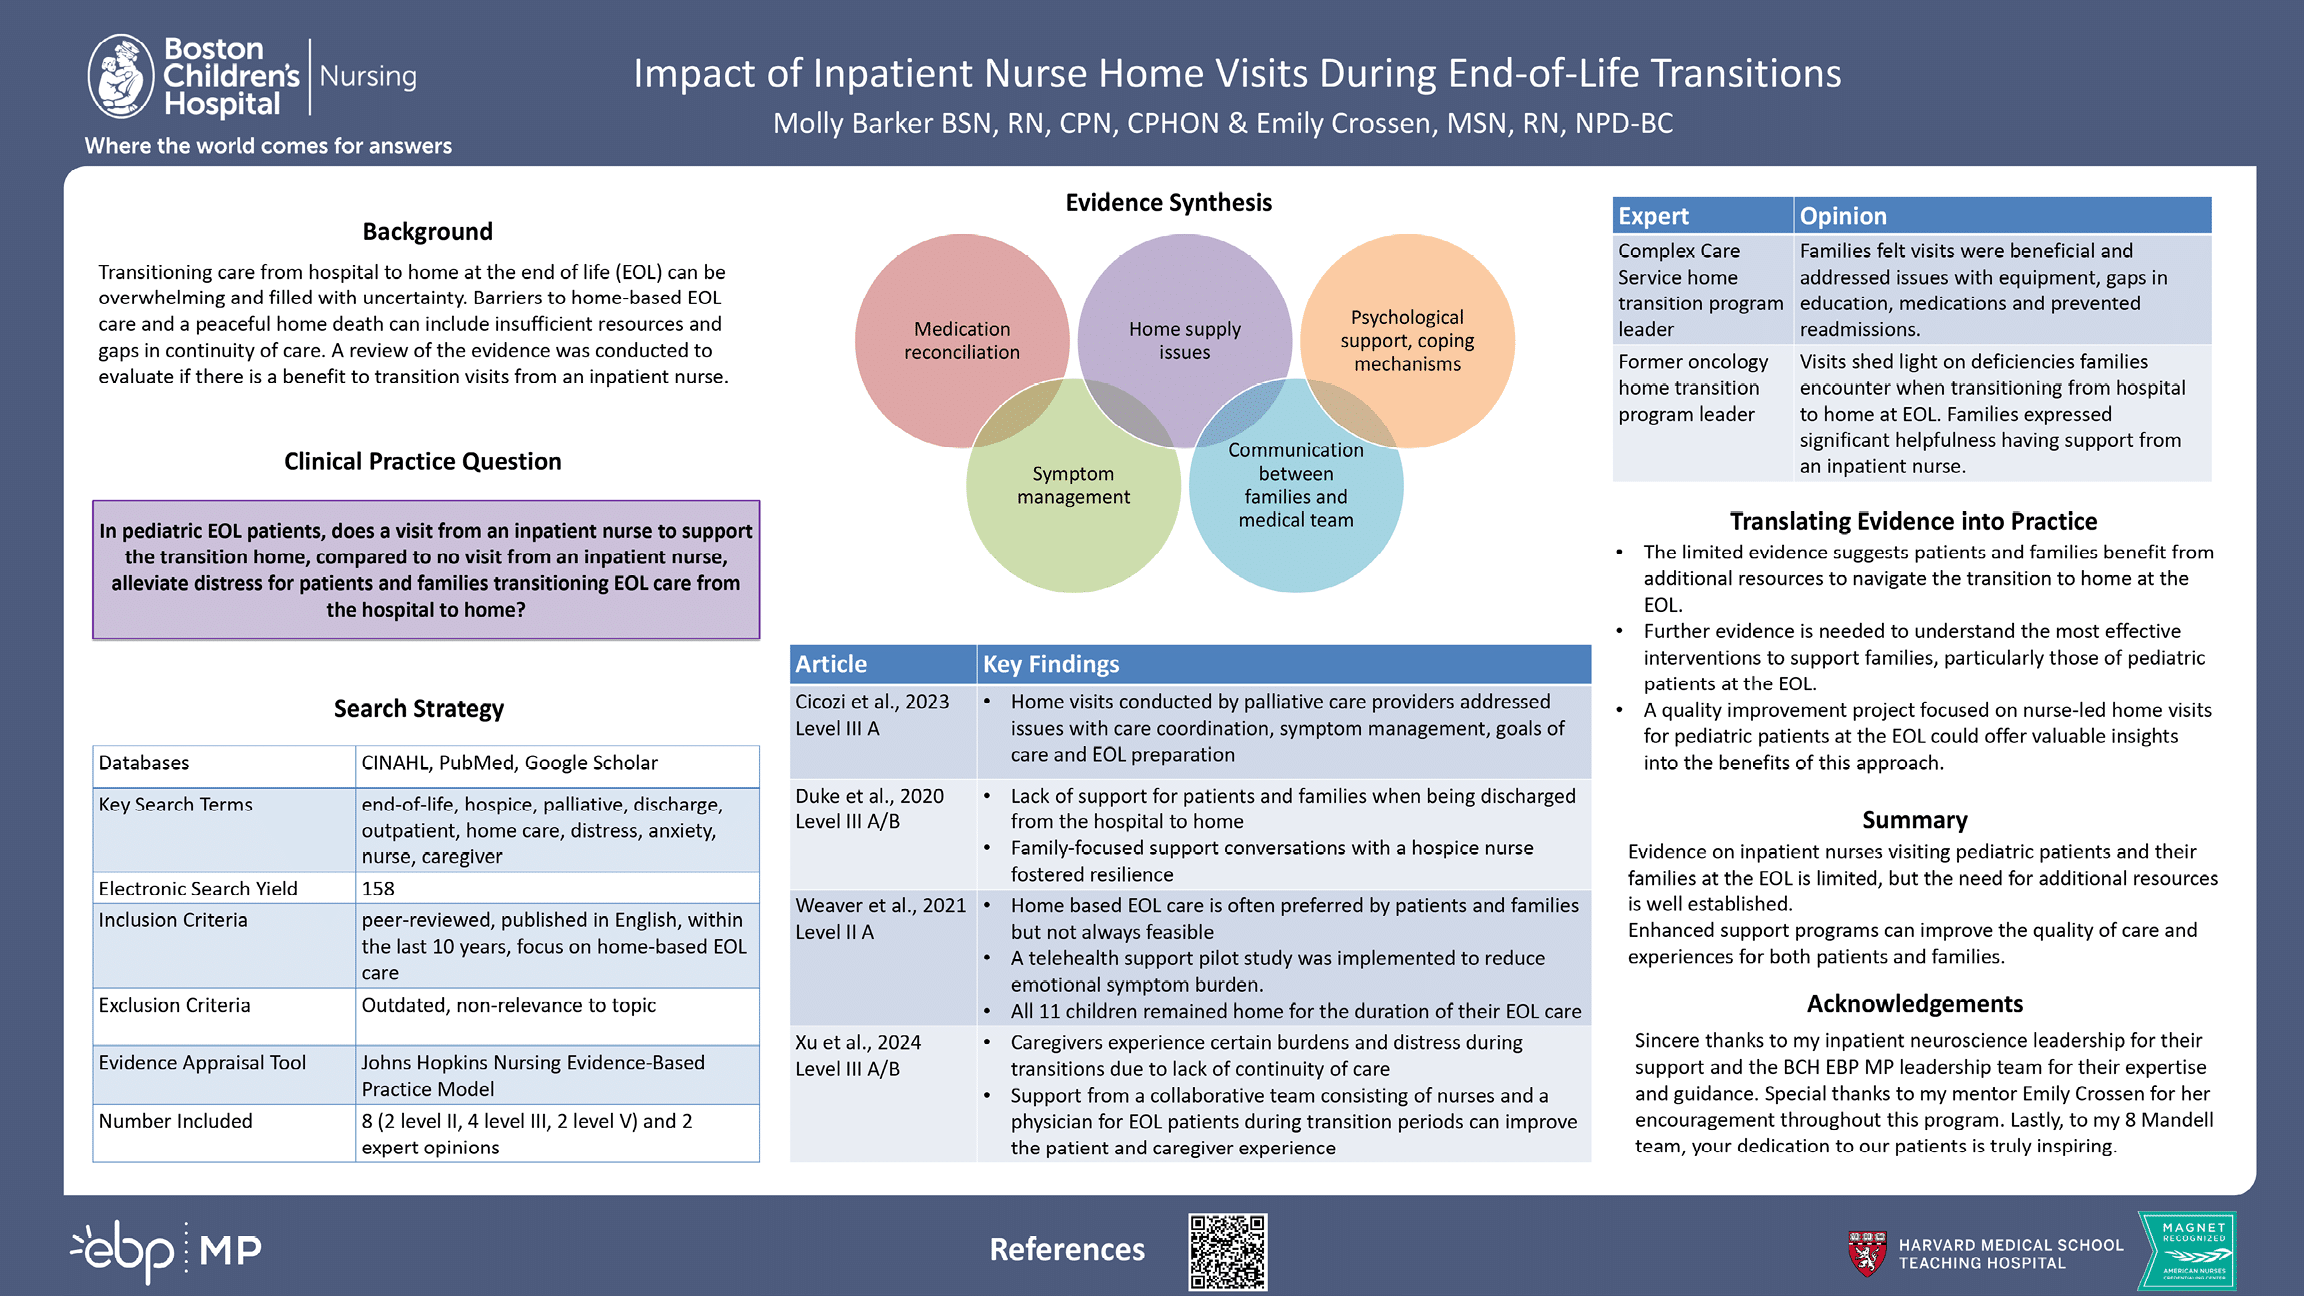 Boston
Children's
Hospital
Nursing
Where the world comes for answers
Impact of Inpatient Nurse Home Visits During End-of-Life Transitions
Molly Barker BSN, RN, CPN, CPHON & Emily Crossen, MSN, RN, NPD-BC
Background
Transitioning care from hospital to home at the end of life (EOL) can be
overwhelming and filled with uncertainty. Barriers to home-based EOL
care and a peaceful home death can include insufficient resources and
gaps in continuity of care. A review of the evidence was conducted to
evaluate if there is a benefit to transition visits from an inpatient nurse.
Clinical Practice Question
In pediatric EOL patients, does a visit from an inpatient nurse to support
the transition home, compared to no visit from an inpatient nurse,
alleviate distress for patients and families transitioning EOL care from
the hospital to home?
Search Strategy
Databases
CINAHL, PubMed, Google Scholar
Key Search Terms
end-of-life, hospice, palliative, discharge,
outpatient, home care, distress, anxiety,
nurse, caregiver
Electronic Search Yield
158
Inclusion Criteria
peer-reviewed, published in English, within
the last 10 years, focus on home-based EOL
care
Exclusion Criteria
Outdated, non-relevance to topic
Evidence Appraisal Tool
Johns Hopkins Nursing Evidence-Based
Practice Model
Number Included
8 (2 level II, 4 level III, 2 level V) and 2
expert opinions
Evidence Synthesis
Medication
reconciliation
Home supply
issues
Psychological
support, coping
mechanisms
Symptom
management
Communication
between
families and
medical team
Article
Key Findings
Cicozi et al., 2023
Level III A
• Home visits conducted by palliative care providers addressed
issues with care coordination, symptom management, goals of
care and EOL preparation
Duke et al., 2020
Level III A/B
• Lack of support for patients and families when being discharged
from the hospital to home
• Family-focused support conversations with a hospice nurse
fostered resilience
Weaver et al., 2021
Level II A
• Home based EOL care is often preferred by patients and families
but not always feasible
• A telehealth support pilot study was implemented to reduce
emotional symptom burden.
• All 11 children remained home for the duration of their EOL care
Xu et al., 2024
Level III A/B
• Caregivers experience certain burdens and distress during
transitions due to lack of continuity of care
• Support from a collaborative team consisting of nurses and a
physician for EOL patients during transition periods can improve
the patient and caregiver experience
Expert
Opinion
Complex Care
Service home
transition program
leader
Families felt visits were beneficial and
addressed issues with equipment, gaps in
education, medications and prevented
readmissions.
Former oncology
home transition
program leader
Visits shed light on deficiencies families
encounter when transitioning from hospital
to home at EOL. Families expressed
significant helpfulness having support from
an inpatient nurse.
Translating Evidence into Practice
• The limited evidence suggests patients and families benefit from
additional resources to navigate the transition to home at the
EOL.
• Further evidence is needed to understand the most effective
interventions to support families, particularly those of pediatric
patients at the EOL.
• A quality improvement project focused on nurse-led home visits
for pediatric patients at the EOL could offer valuable insights
into the benefits of this approach.
Summary
Evidence on inpatient nurses visiting pediatric patients and their
families at the EOL is limited, but the need for additional resources
is well established.
Enhanced support programs can improve the quality of care and
experiences for both patients and families.
Acknowledgements
Sincere thanks to my inpatient neuroscience leadership for their
support and the BCH EBP MP leadership team for their expertise
and guidance. Special thanks to my mentor Emily Crossen for her
encouragement throughout this program. Lastly, to my 8 Mandell
team, your dedication to our patients is truly inspiring.
ebp MP
References
HARVARD MEDICAL SCHOOL
TEACHING HOSPITAL
MAGNET
RECOGNIZED
AMERICAN NURSES
CREDENTIALING CENTER